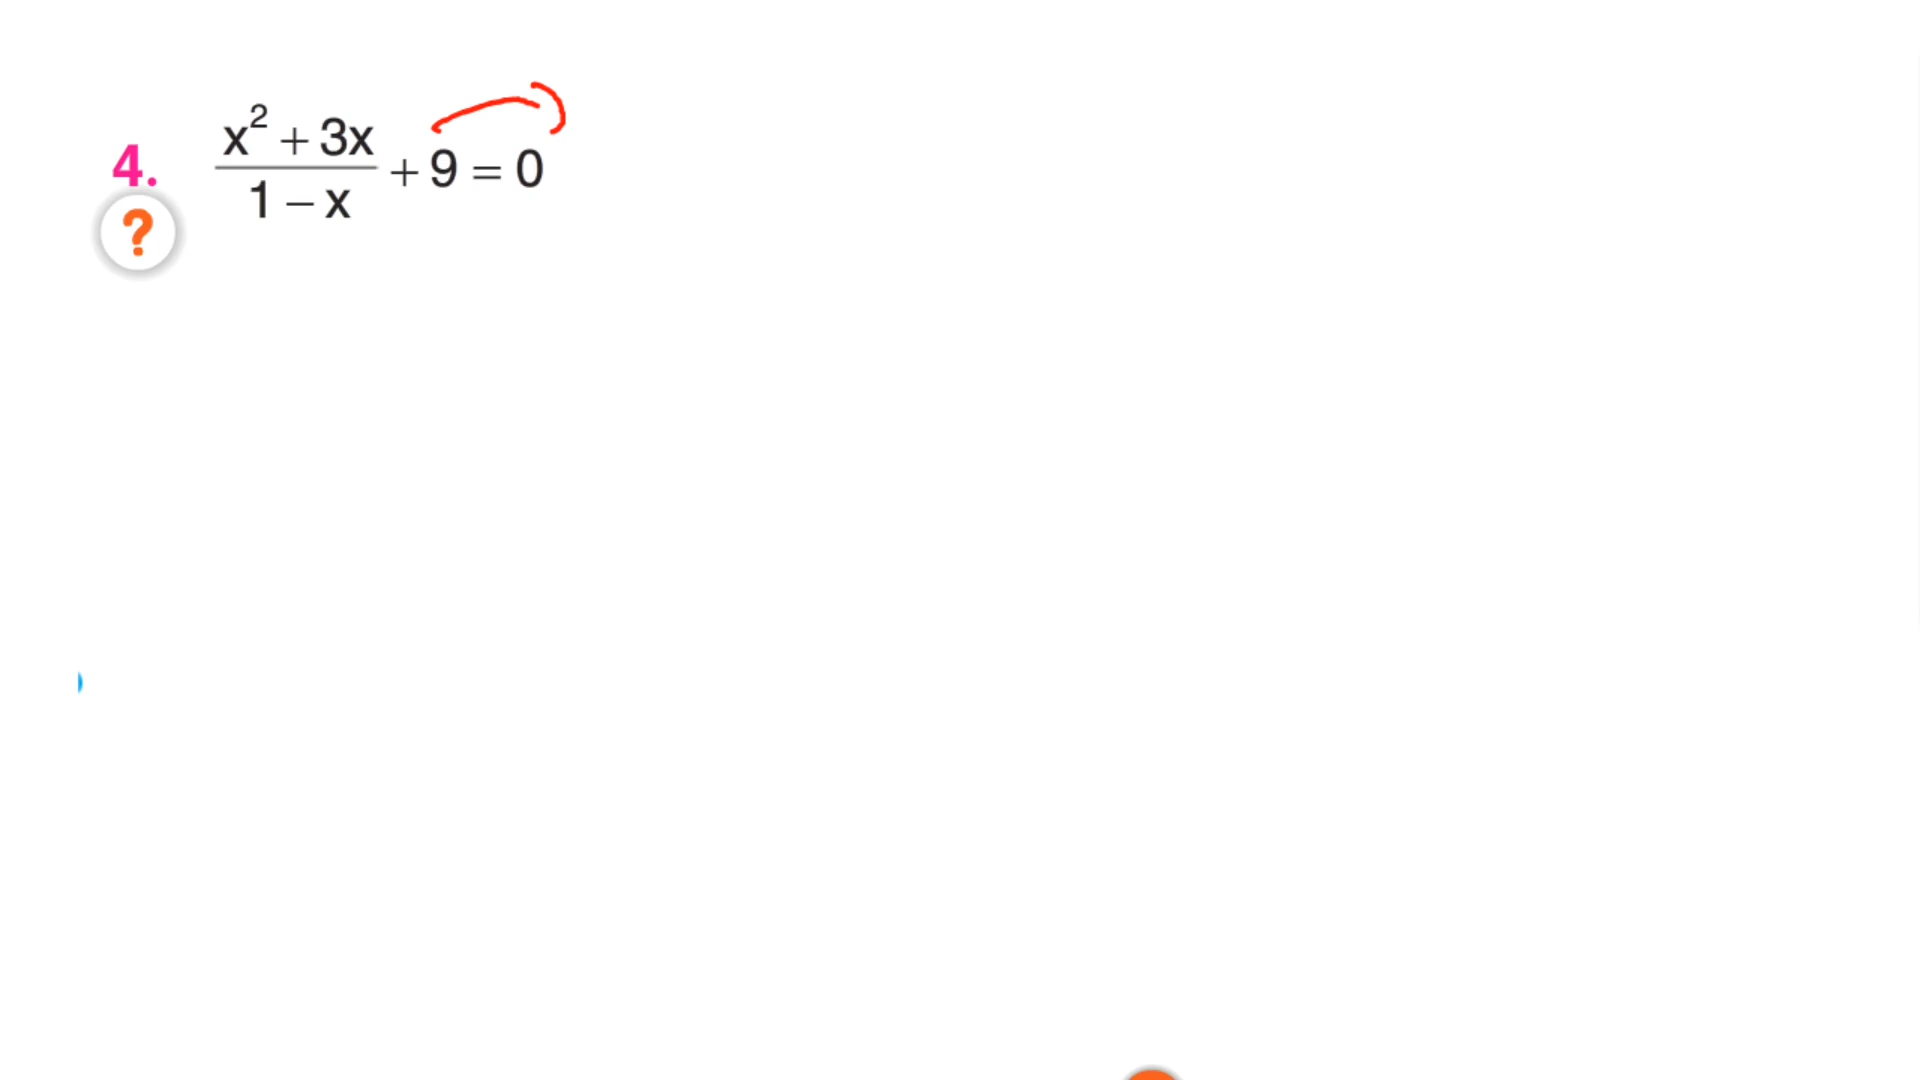 4. (x² + 3x)/(1 − x) + 9 = 0
?